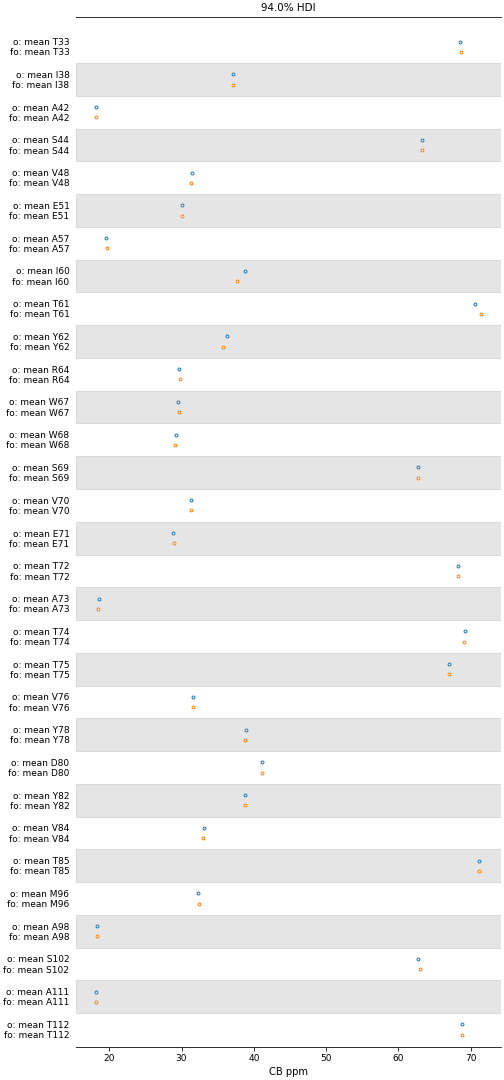 94.0% HDI
o: mean T33
fo: mean T33
o: mean I38
fo: mean I38
o: mean A42
fo: mean A42
o: mean S44
fo: mean S44
o: mean V48
fo: mean V48
o: mean E51
fo: mean E51
o: mean A57
fo: mean A57
o: mean I60
fo: mean I60
o: mean T61
fo: mean T61
o: mean Y62
fo: mean Y62
o: mean R64
fo: mean R64
o: mean W67
fo: mean W67
o: mean W68
fo: mean W68
o: mean S69
fo: mean S69
o: mean V70
fo: mean V70
o: mean E71
fo: mean E71
o: mean T72
fo: mean T72
o: mean A73
fo: mean A73
o: mean T74
fo: mean T74
o: mean T75
fo: mean T75
o: mean V76
fo: mean V76
o: mean Y78
fo: mean Y78
o: mean D80
fo: mean D80
o: mean Y82
fo: mean Y82
o: mean V84
fo: mean V84
o: mean T85
fo: mean T85
o: mean M96
fo: mean M96
o: mean A98
fo: mean A98
o: mean S102
fo: mean S102
o: mean A111
fo: mean A111
o: mean T112
fo: mean T112
20 30 40 50 60 70
CB ppm